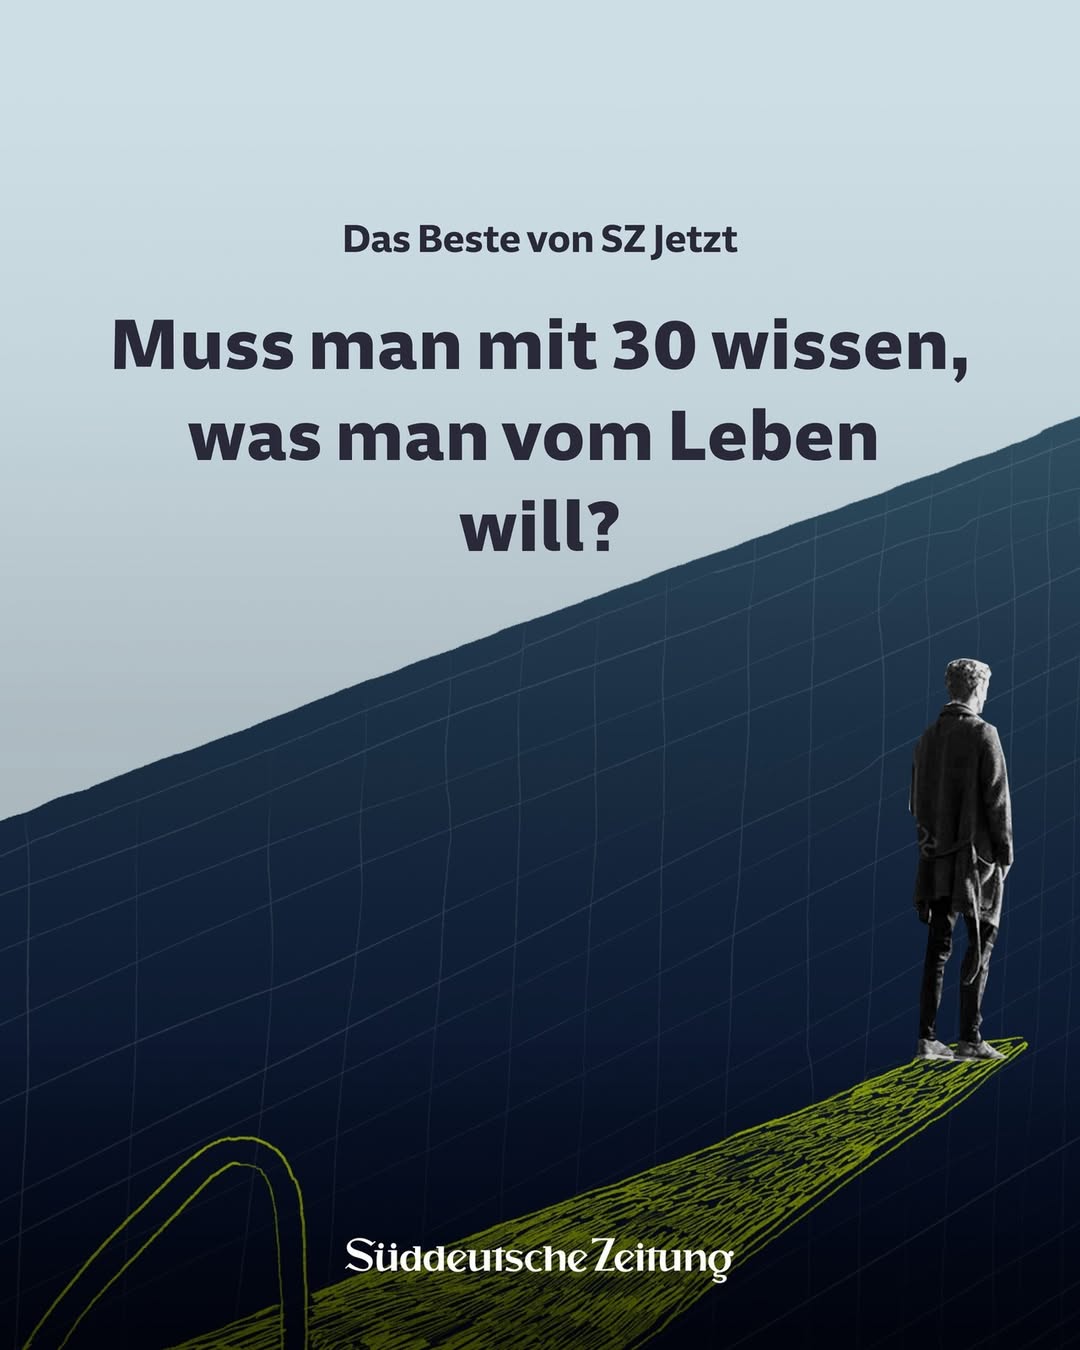 Das Beste von SZ Jetzt
Muss man mit 30 wissen,
was man vom Leben
will?
Süddeutsche Zeitung